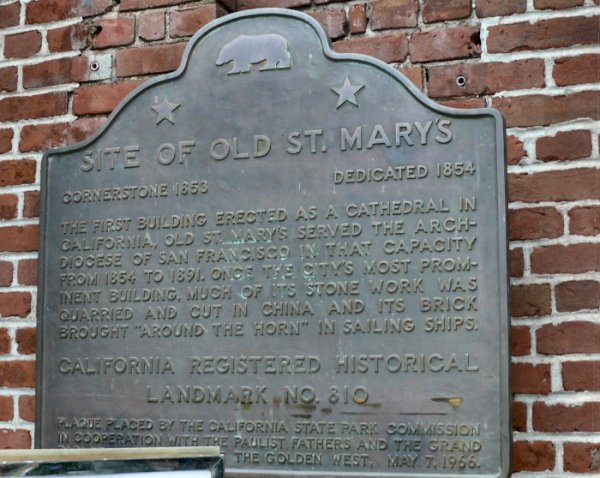 SITE OF OLD ST. MARY'S
CORNERSTONE 1853 DEDICATED 1854
THE FIRST BUILDING ERECTED AS A CATHEDRAL IN
CALIFORNIA, OLD ST. MARY'S SERVED THE ARCH-
DIOCESE OF SAN FRANCISCO IN THAT CAPACITY
FROM 1854 TO 1891. ONCE THE CITY'S MOST PROM-
INENT BUILDING, MUCH OF ITS STONE WORK WAS
QUARRIED AND CUT IN CHINA AND ITS BRICK
BROUGHT "AROUND THE HORN" IN SAILING SHIPS.
CALIFORNIA REGISTERED HISTORICAL
LANDMARK NO. 810
PLAQUE PLACED BY THE CALIFORNIA STATE PARK COMMISSION
IN COOPERATION WITH THE PAULIST FATHERS AND THE GRAND
THE GOLDEN WEST, MAY 7, 1966.